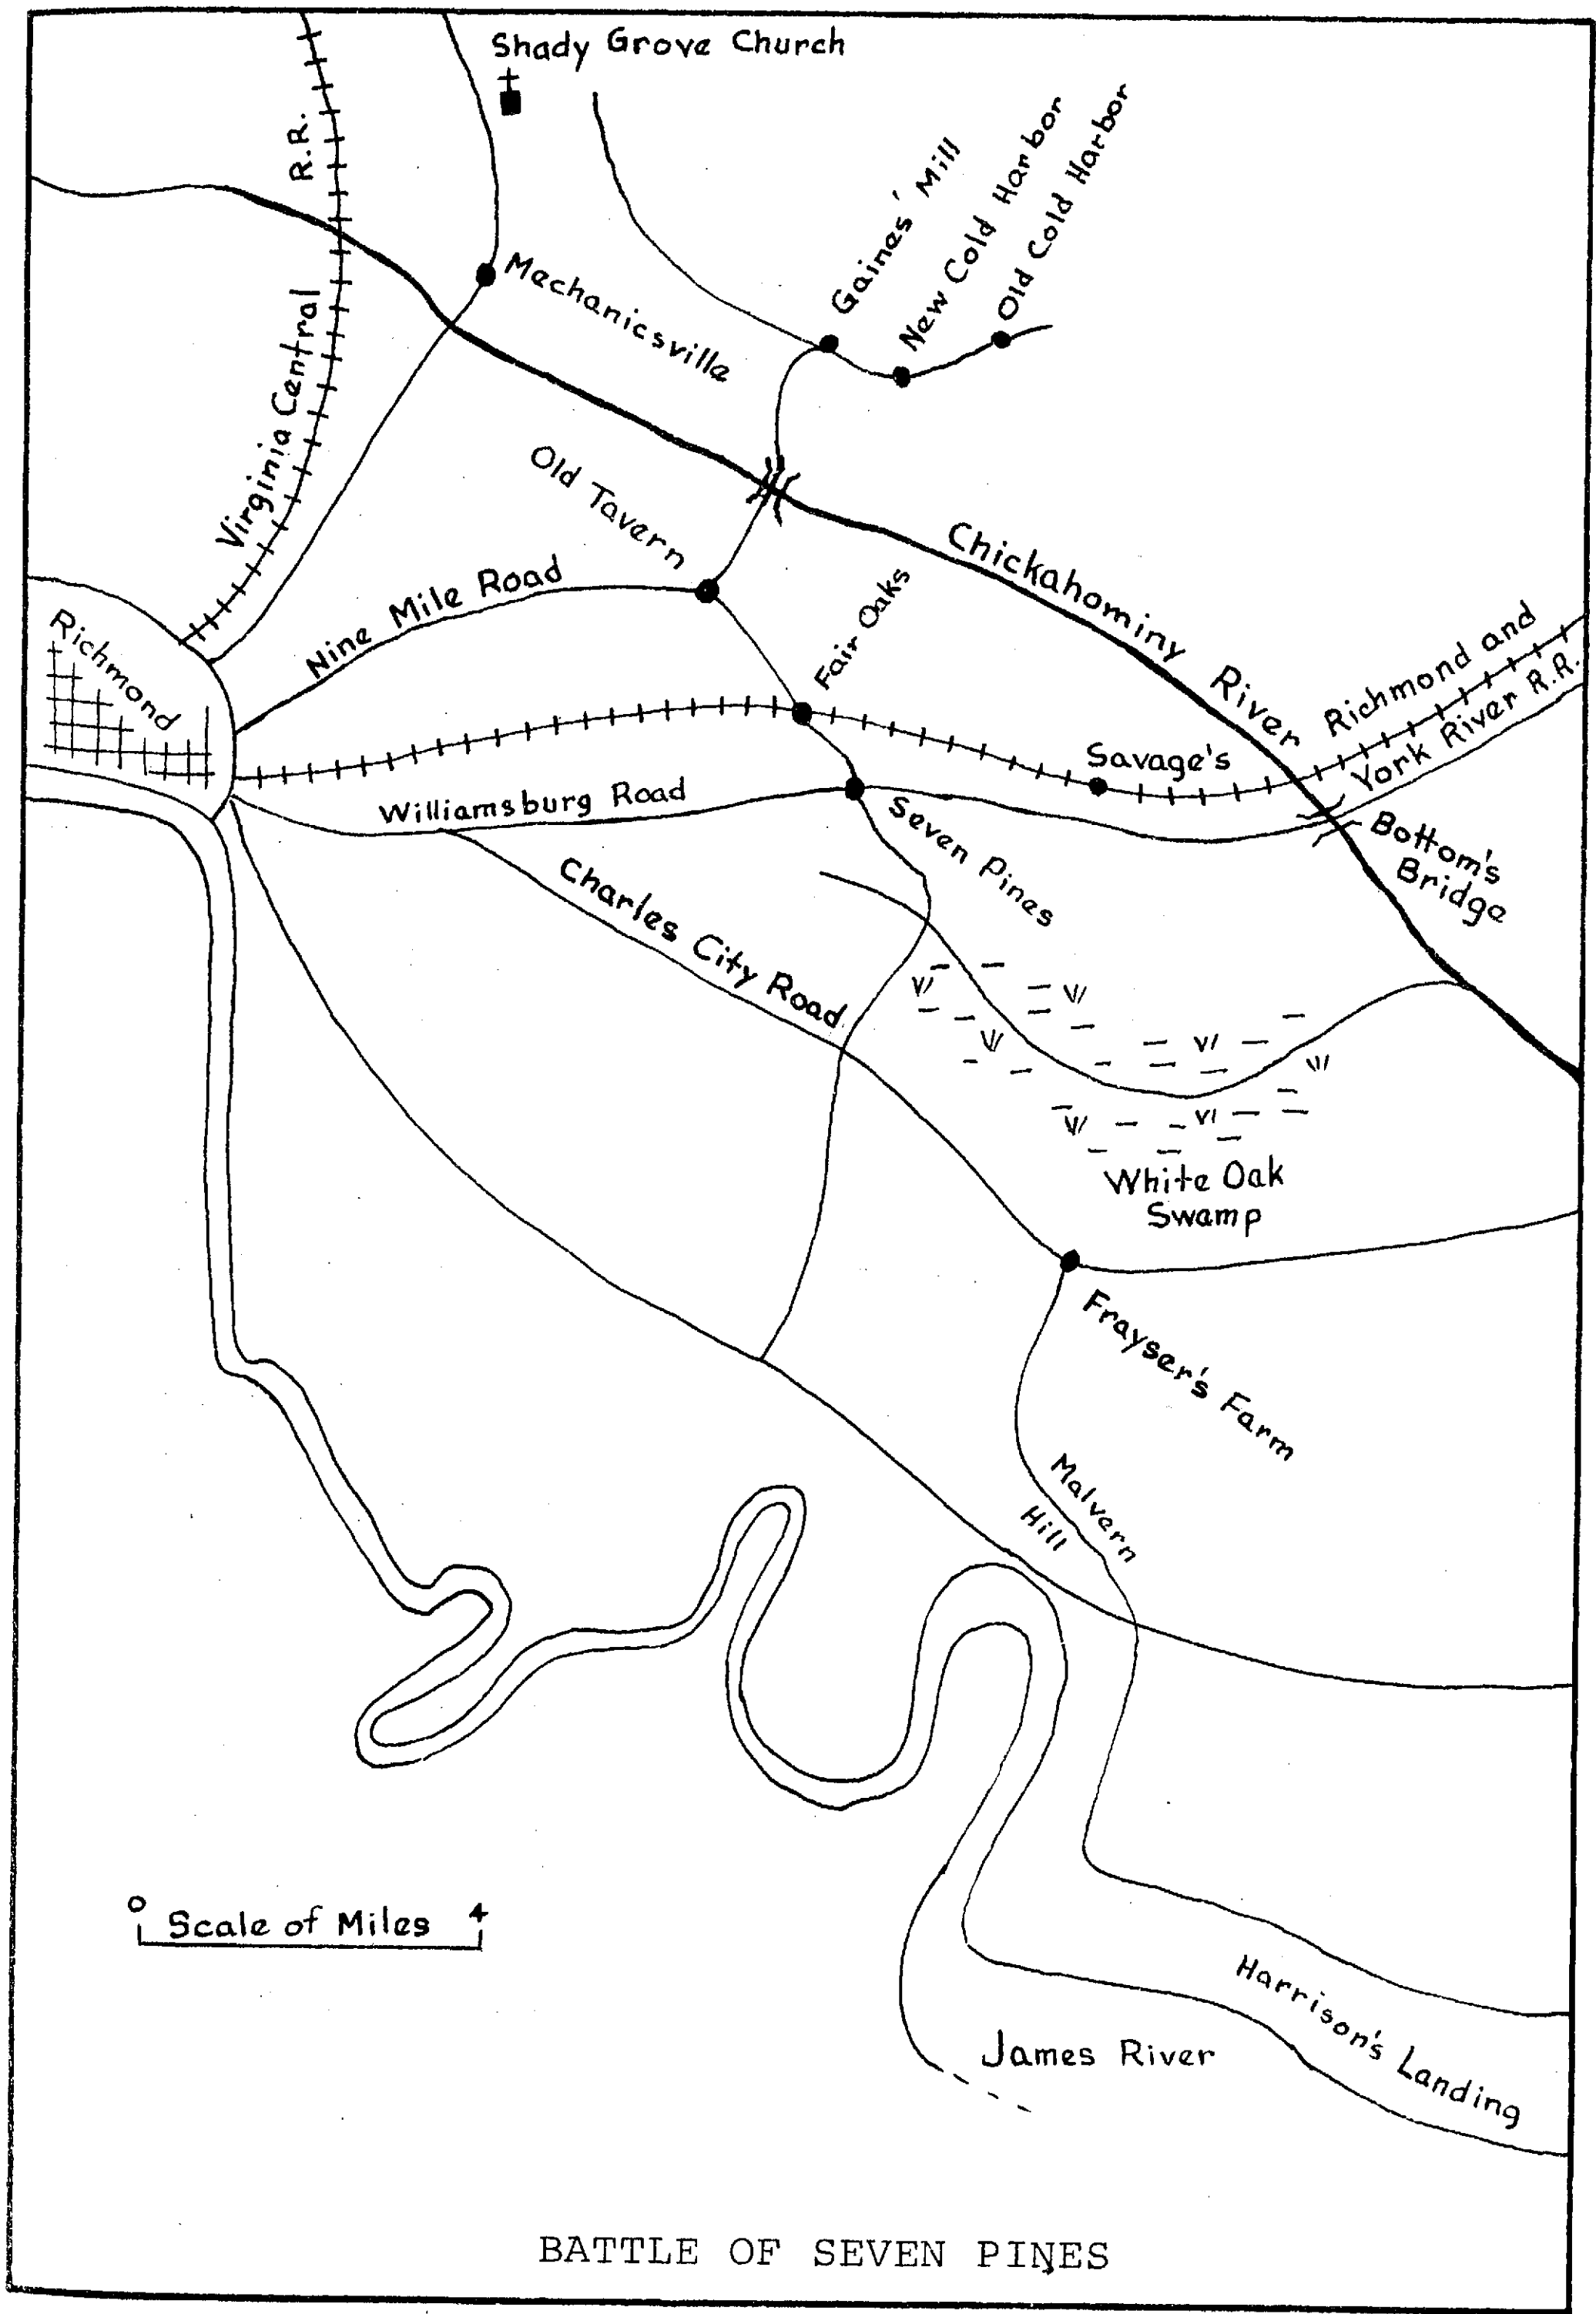 Shady Grove Church
R.R.
Virginia Central
Mechanicsville
Gaines' Mill
New Cold Harbor
Old Cold Harbor
Old Tavern
Nine Mile Road
Fair Oaks
Chickahominy River
Richmond
Richmond and
York River R.R.
Savage's
Williamsburg Road
Seven Pines
Bottom's
Bridge
Charles City Road
White Oak
Swamp
Frayser's Farm
Malvern
Hill
0 Scale of Miles 4
Harrison's Landing
James River
BATTLE OF SEVEN PINES